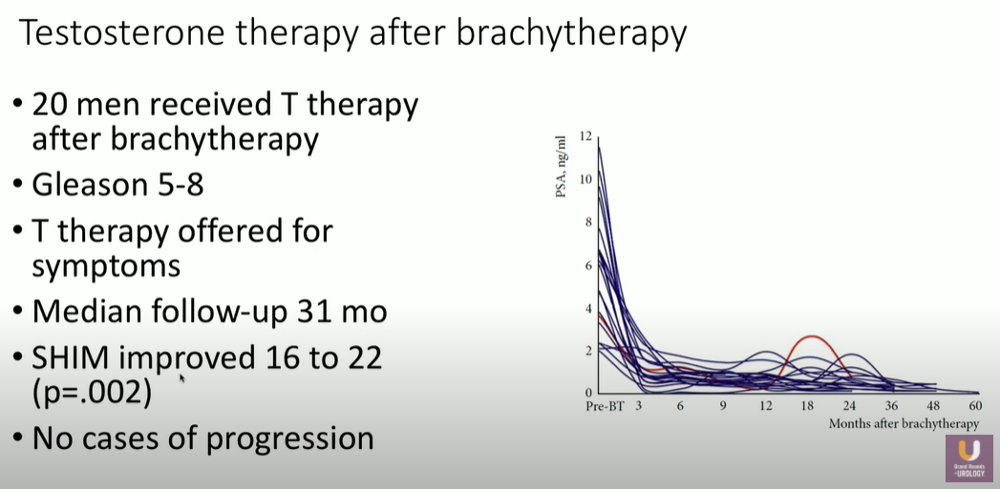 Testosterone therapy after brachytherapy
• 20 men received T therapy
after brachytherapy
• Gleason 5-8
• T therapy offered for
symptoms
• Median follow-up 31 mo
• SHIM improved 16 to 22
(p=.002)
• No cases of progression
PSA, ng/ml
12
10
8
6
4
2
0
Pre-BT 3 6 9 12 18 24 36 48 60
Months after brachytherapy
Grand Rounds
in UROLOGY